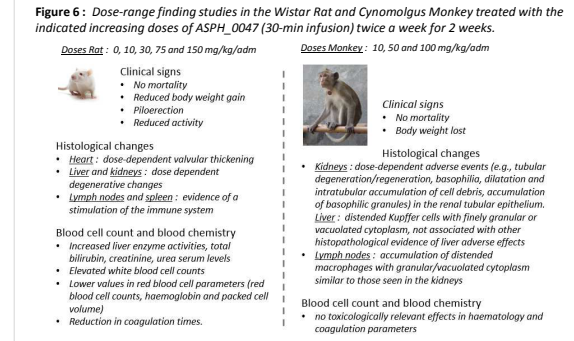 Figure 6 : Dose-range finding studies in the Wistar Rat and Cynomolgus Monkey treated with the
indicated increasing doses of ASPH_0047 (30-min infusion) twice a week for 2 weeks.
Doses Rat : 0, 10, 30, 75 and 150 mg/kg/adm
Clinical signs
• No mortality
• Reduced body weight gain
• Piloerection
• Reduced activity
Histological changes
• Heart : dose-dependent valvular thickening
• Liver and kidneys : dose dependent
degenerative changes
• Lymph nodes and spleen : evidence of a
stimulation of the immune system
Blood cell count and blood chemistry
• Increased liver enzyme activities, total
bilirubin, creatinine, urea serum levels
• Elevated white blood cell counts
• Lower values in red blood cell parameters (red
blood cell counts, haemoglobin and packed cell
volume)
• Reduction in coagulation times.
Doses Monkey : 10, 50 and 100 mg/kg/adm
Clinical signs
• No mortality
• Body weight lost
Histological changes
• Kidneys : dose-dependent adverse events (e.g., tubular
degeneration/regeneration, basophilia, dilatation and
intratubular accumulation of cell debris, accumulation
of basophilic granules) in the renal tubular epithelium.
Liver : distended Kupffer cells with finely granular or
vacuolated cytoplasm, not associated with other
histopathological evidence of liver adverse effects
• Lymph nodes : accumulation of distended
macrophages with granular/vacuolated cytoplasm
similar to those seen in the kidneys
Blood cell count and blood chemistry
• no toxicologically relevant effects in haematology and
coagulation parameters